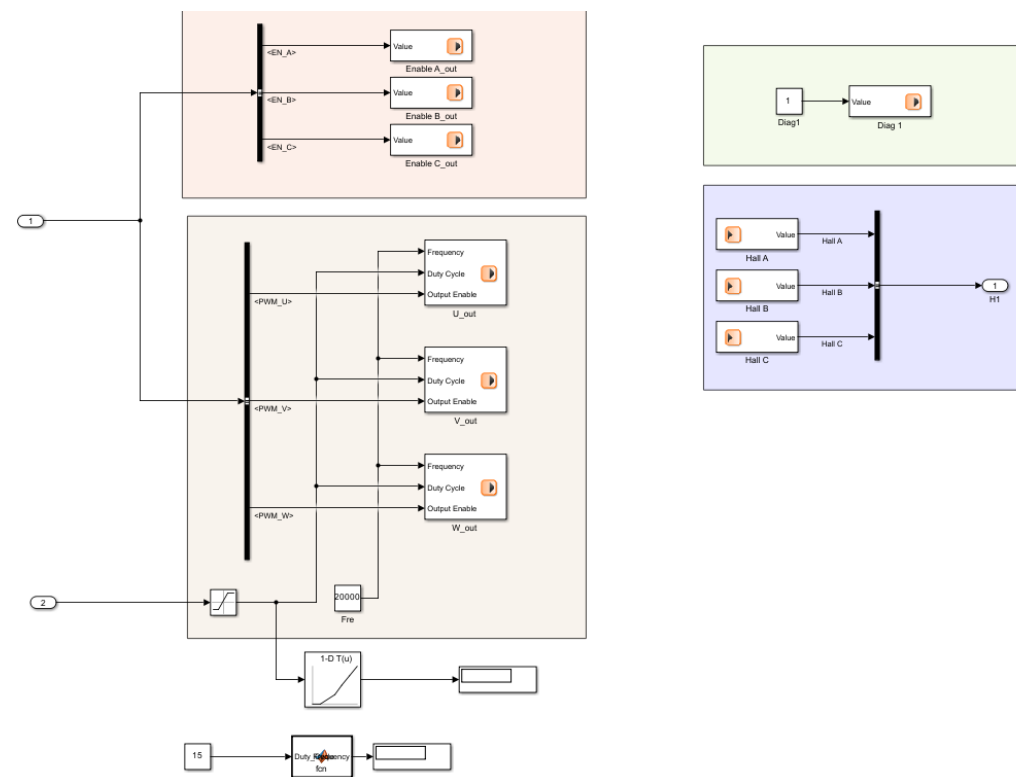 <EN_A>
Value
Enable A_out
<EN_B>
Value
Enable B_out
<EN_C>
Value
Enable C_out
1
Diag1
Value
Diag 1
1
Value
Hall A
Hall A
Value
Hall B
Hall B
Value
Hall C
Hall C
1
H1
Frequency
Duty Cycle
Output Enable
<PWM_U>
U_out
Frequency
Duty Cycle
Output Enable
<PWM_V>
V_out
Frequency
Duty Cycle
Output Enable
<PWM_W>
W_out
2
20000
Fre
1-D T(u)
15
fcn